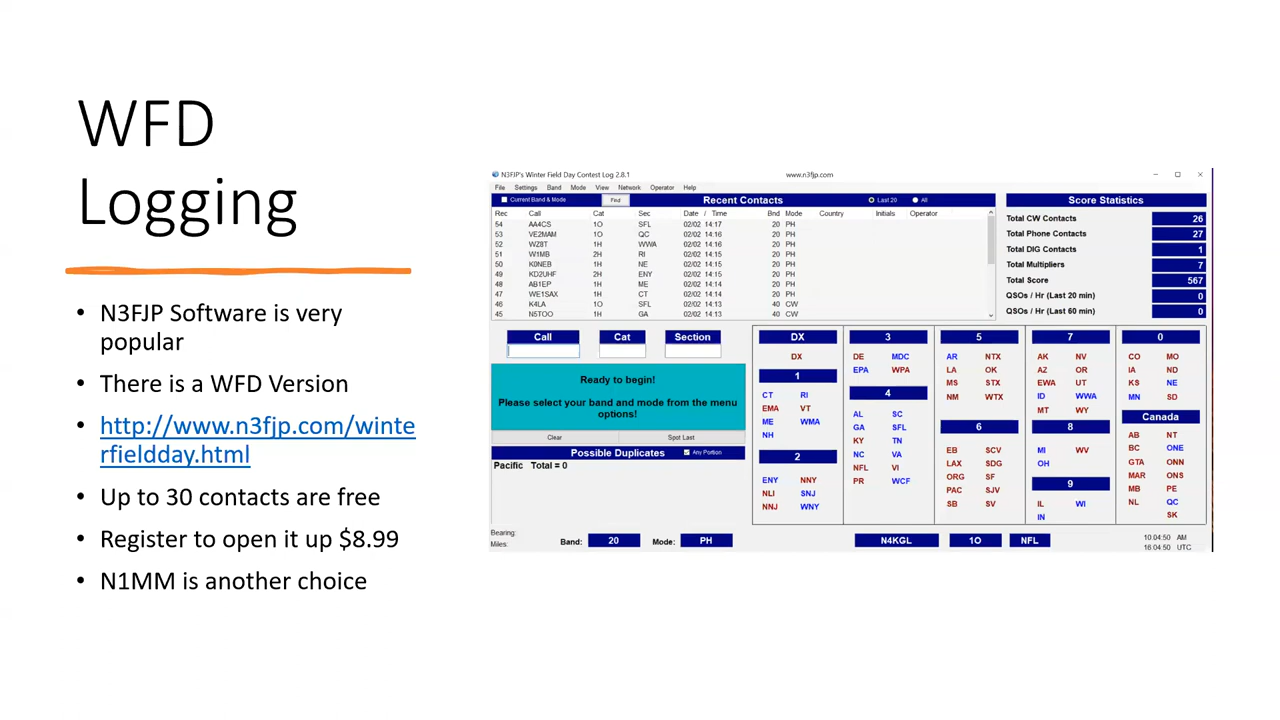 WFD
Logging
• N3FJP Software is very
popular
• There is a WFD Version
• http://www.n3fjp.com/winte
rfieldday.html
• Up to 30 contacts are free
• Register to open it up $8.99
• N1MM is another choice
N3FJP's Winter Field Day Contest Log 2.8.1 www.n3fjp.com
File Settings Band Mode View Network Operator Help
Current Band & Mode Find Recent Contacts Last 20 All
Rec Call Cat Sec Date / Time Bnd Mode Country Initials Operator
54 AA4CS 1O SFL 02/02 14:17 20 PH
53 VE2MAM 1O QC 02/02 14:16 20 PH
52 WZ8T 1H WWA 02/02 14:16 20 PH
51 W1MB 2H RI 02/02 14:15 20 PH
50 K0NEB 1H NE 02/02 14:15 20 PH
49 KD2UHF 2H ENY 02/02 14:15 20 PH
48 AB1EP 1H ME 02/02 14:14 20 PH
47 WE1SAX 1H CT 02/02 14:14 20 PH
46 K4LA 1O SFL 02/02 14:13 40 CW
45 N5TOO 1H GA 02/02 14:13 40 CW
Score Statistics
Total CW Contacts 26
Total Phone Contacts 27
Total DIG Contacts 1
Total Multipliers 7
Total Score 567
QSOs / Hr (Last 20 min) 0
QSOs / Hr (Last 60 min) 0
Call Cat Section
Ready to begin!
Please select your band and mode from the menu
options!
Clear Spot Last
Possible Duplicates Any Portion
Pacific Total = 0
DX
DX
1
CT RI
EMA VT
ME WMA
NH
2
ENY NNY
NLI SNJ
NNJ WNY
3
DE MDC
EPA WPA
4
AL SC
GA SFL
KY TN
NC VA
NFL VI
PR WCF
5
AR NTX
LA OK
MS STX
NM WTX
6
EB SCV
LAX SDG
ORG SF
PAC SJV
SB SV
7
AK NV
AZ OR
EWA UT
ID WWA
MT WY
8
MI WV
OH
9
IL WI
IN
0
CO MO
IA ND
KS NE
MN SD
Canada
AB NT
BC ONE
GTA ONN
MAR ONS
MB PE
NL QC
SK
Bearing:
Miles:
Band: 20 Mode: PH
N4KGL 1O NFL
10:04:50 AM
16:04:50 UTC